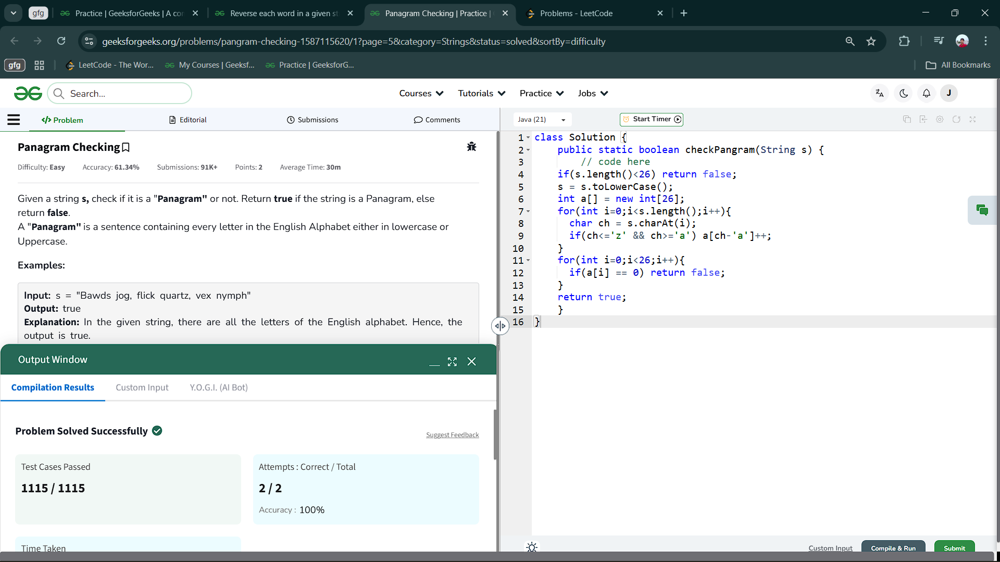 gfg
Practice | GeeksforGeeks | A co
Reverse each word in a given s
Panagram Checking | Practice |
Problems - LeetCode
geeksforgeeks.org/problems/pangram-checking-1587115620/1?page=5&category=Strings&status=solved&sortBy=difficulty
gfg
LeetCode - The Wor...
My Courses | Geeksf...
Practice | GeeksforG...
All Bookmarks
Search...
Courses
Tutorials
Practice
Jobs
J
</> Problem
Editorial
Submissions
Comments
Java (21)
Start Timer
Panagram Checking
Difficulty: Easy
Accuracy: 61.34%
Submissions: 91K+
Points: 2
Average Time: 30m
Given a string s, check if it is a "Panagram" or not. Return true if the string is a Panagram, else
return false.
A "Panagram" is a sentence containing every letter in the English Alphabet either in lowercase or
Uppercase.
Examples:
Input: s = "Bawds jog, flick quartz, vex nymph"
Output: true
Explanation: In the given string, there are all the letters of the English alphabet. Hence, the
output is true.
Output Window
Compilation Results
Custom Input
Y.O.G.I. (AI Bot)
Problem Solved Successfully
Suggest Feedback
Test Cases Passed
1115 / 1115
Attempts : Correct / Total
2 / 2
Accuracy : 100%
Time Taken
1 class Solution {
2 public static boolean checkPangram(String s) {
3 // code here
4 if(s.length()<26) return false;
5 s = s.toLowerCase();
6 int a[] = new int[26];
7 for(int i=0;i<s.length();i++){
8 char ch = s.charAt(i);
9 if(ch<='z' && ch>='a') a[ch-'a']++;
10 }
11 for(int i=0;i<26;i++){
12 if(a[i] == 0) return false;
13 }
14 return true;
15 }
16 }
Custom Input
Compile & Run
Submit